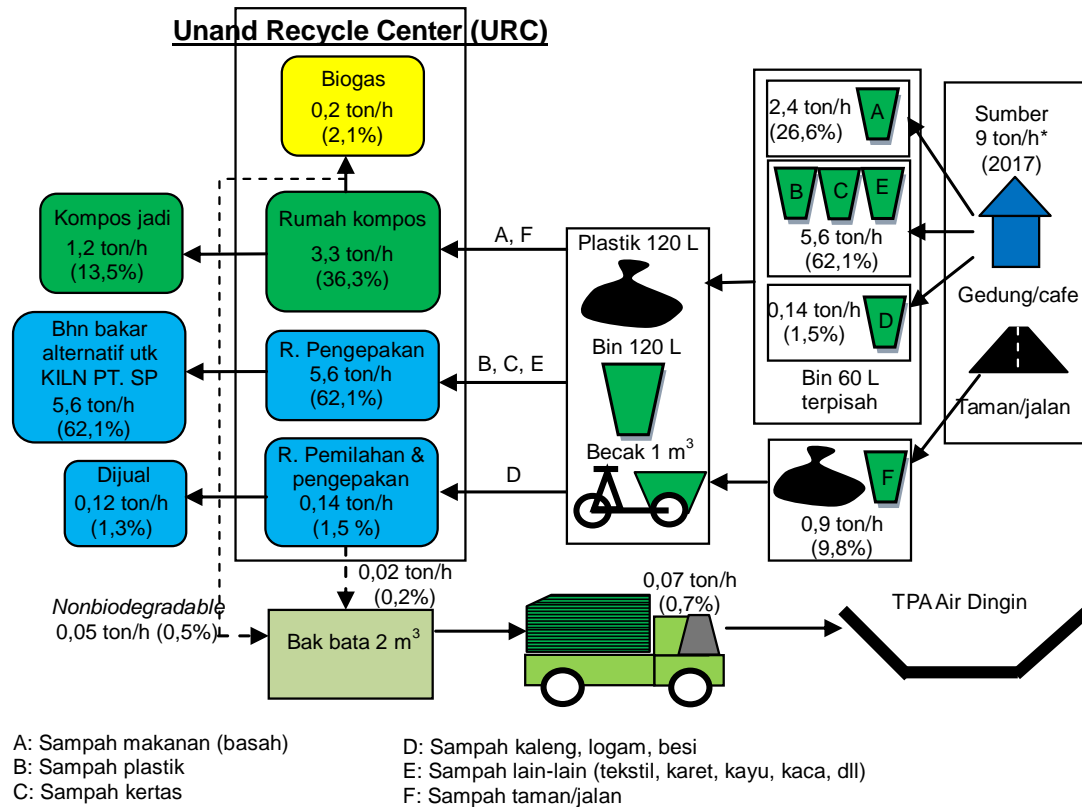 Unand Recycle Center (URC)
Biogas
0,2 ton/h
(2,1%)
Kompos jadi
1,2 ton/h
(13,5%)
Rumah kompos
3,3 ton/h
(36,3%)
A, F
Bhn bakar
alternatif utk
KILN PT. SP
5,6 ton/h
(62,1%)
R. Pengepakan
5,6 ton/h
(62,1%)
B, C, E
Dijual
0,12 ton/h
(1,3%)
R. Pemilahan &
pengepakan
0,14 ton/h
(1,5 %)
D
Plastik 120 L
Bin 120 L
Becak 1 m³
2,4 ton/h
(26,6%)
A
B
C
E
5,6 ton/h
(62,1%)
0,14 ton/h
(1,5%)
D
Bin 60 L
terpisah
Sumber
9 ton/h*
(2017)
Gedung/cafe
Taman/jalan
F
0,9 ton/h
(9,8%)
Nonbiodegradable
0,05 ton/h (0,5%)
0,02 ton/h
(0,2%)
Bak bata 2 m³
0,07 ton/h
(0,7%)
TPA Air Dingin
A: Sampah makanan (basah)
B: Sampah plastik
C: Sampah kertas
D: Sampah kaleng, logam, besi
E: Sampah lain-lain (tekstil, karet, kayu, kaca, dll)
F: Sampah taman/jalan